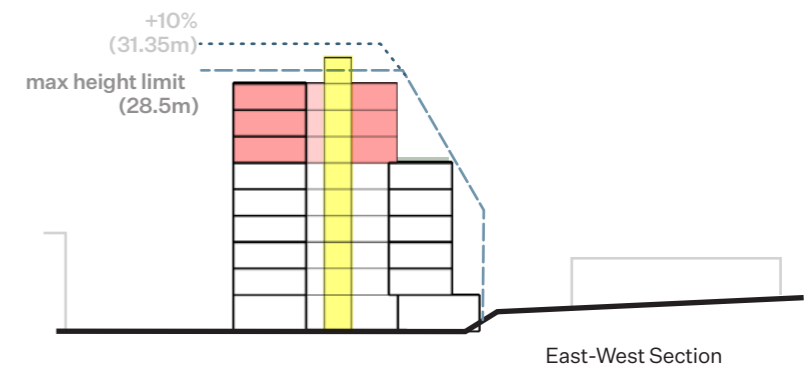 +10%
(31.35m)
max height limit
(28.5m)
East-West Section